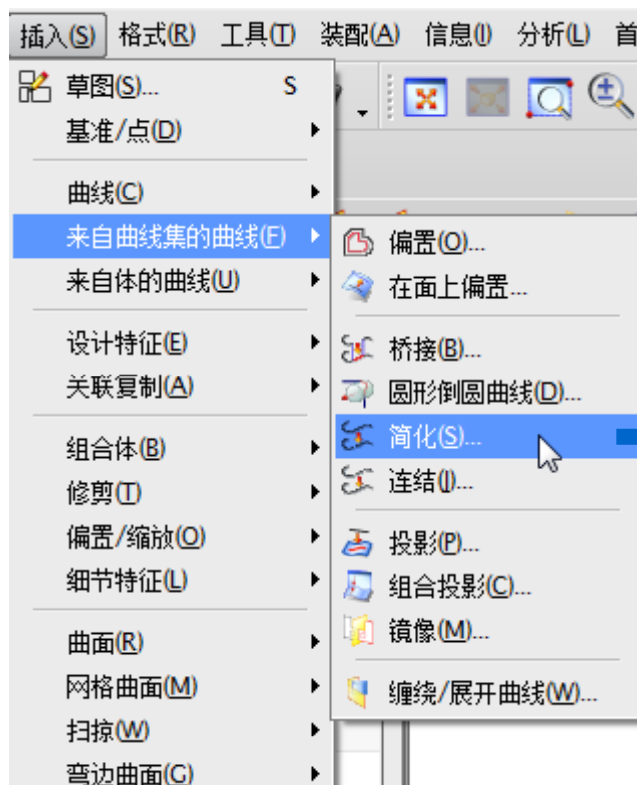 插入(S) 格式(R) 工具(T) 装配(A) 信息(I) 分析(L) 首
草图(S)... S
基准/点(D)
曲线(C)
来自曲线集的曲线(F)
来自体的曲线(U)
设计特征(E)
关联复制(A)
组合体(B)
修剪(T)
偏置/缩放(O)
细节特征(L)
曲面(R)
网格曲面(M)
扫掠(W)
弯边曲面(G)
偏置(O)...
在面上偏置...
桥接(B)...
圆形倒圆曲线(D)...
简化(S)...
连结(J)...
投影(P)...
组合投影(C)...
镜像(M)...
缠绕/展开曲线(W)...